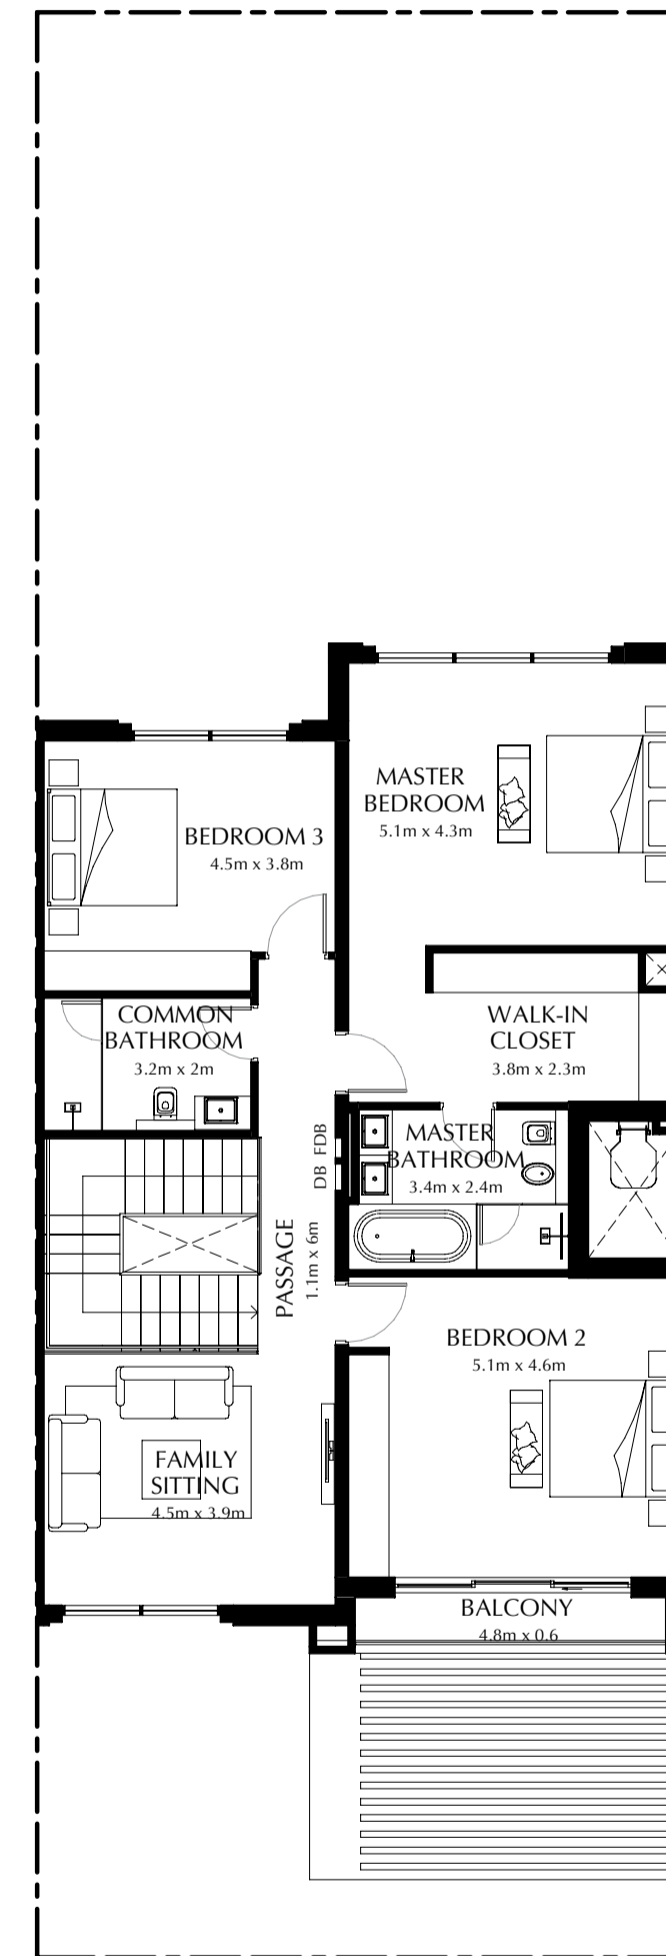 MASTER
BEDROOM
5.1m x 4.3m
BEDROOM 3
4.5m x 3.8m
COMMON
BATHROOM
3.2m x 2m
WALK-IN
CLOSET
3.8m x 2.3m
MASTER
BATHROOM
3.4m x 2.4m
DB FDB
PASSAGE
1.1m x 6m
BEDROOM 2
5.1m x 4.6m
FAMILY
SITTING
4.5m x 3.9m
BALCONY
4.8m x 0.6